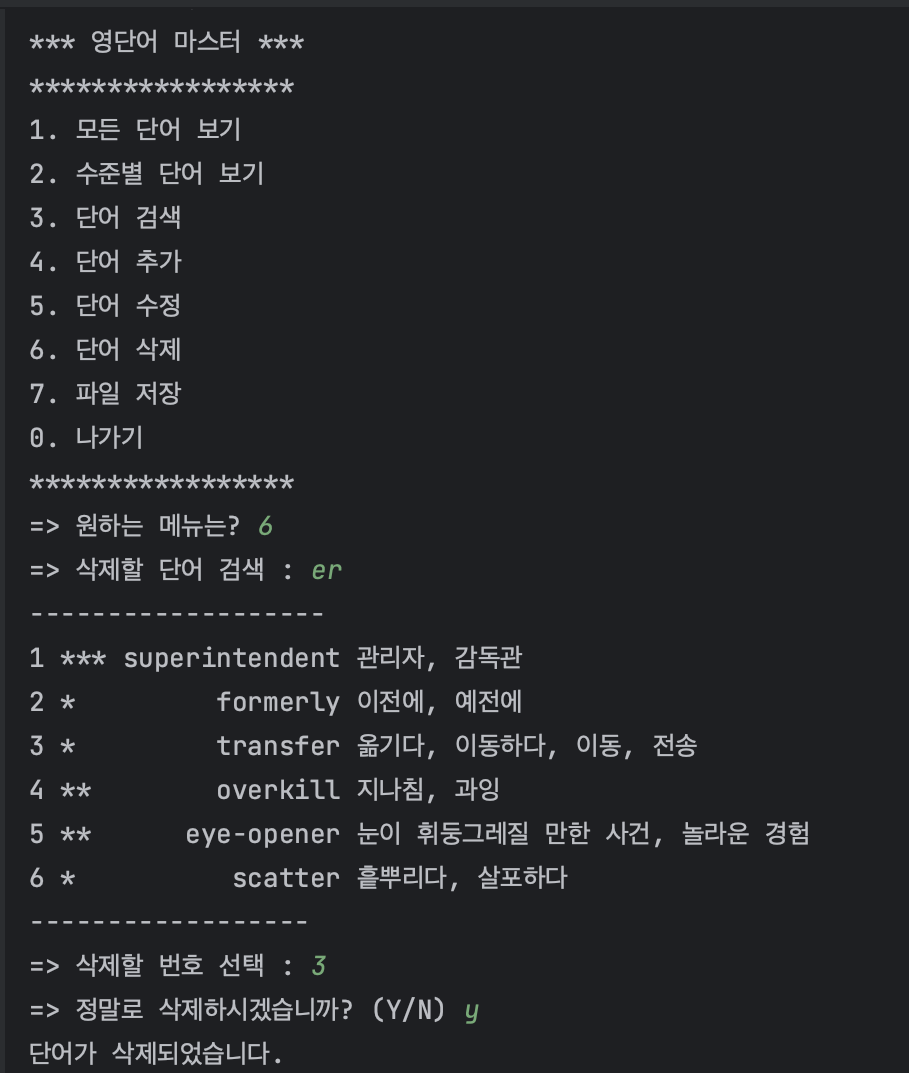 *** 영단어 마스터 ***
*****************
1. 모든 단어 보기
2. 수준별 단어 보기
3. 단어 검색
4. 단어 추가
5. 단어 수정
6. 단어 삭제
7. 파일 저장
0. 나가기
*****************
=> 원하는 메뉴는? 6
=> 삭제할 단어 검색 : er
-------------------
1 *** superintendent 관리자, 감독관
2 *         formerly 이전에, 예전에
3 *         transfer 옮기다, 이동하다, 이동, 전송
4 **        overkill 지나침, 과잉
5 **      eye-opener 눈이 휘둥그레질 만한 사건, 놀라운 경험
6 *          scatter 흩뿌리다, 살포하다
------------------
=> 삭제할 번호 선택 : 3
=> 정말로 삭제하시겠습니까? (Y/N) y
단어가 삭제되었습니다.